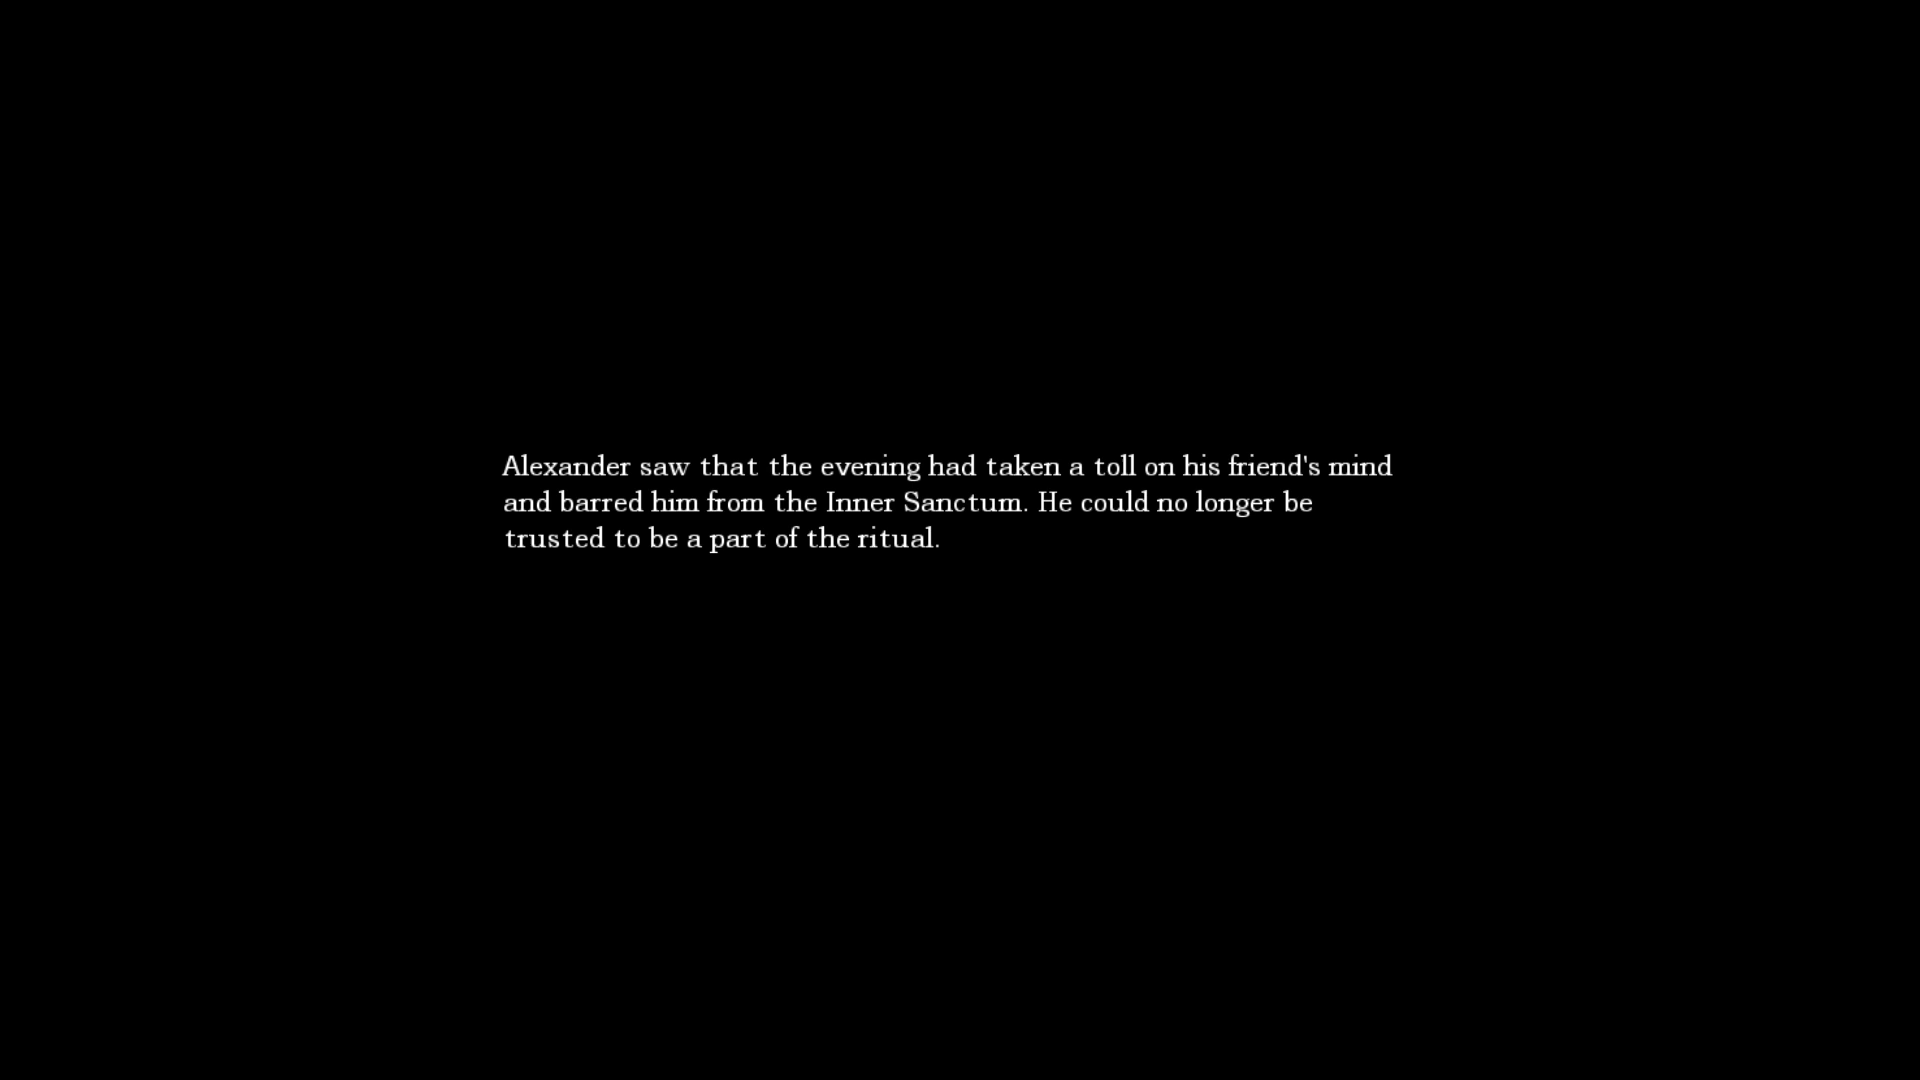 Alexander saw that the evening had taken a toll on his friend's mind
and barred him from the Inner Sanctum. He could no longer be
trusted to be a part of the ritual.